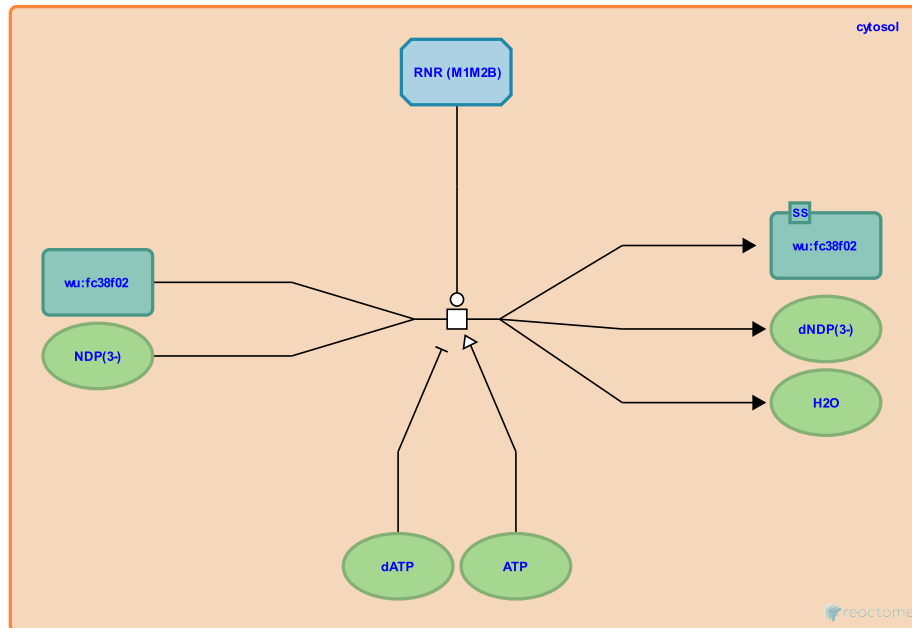 cytosol
RNR (M1M2B)
SS
wu:fc38f02
wu:fc38f02
NDP(3-)
dNDP(3-)
H2O
dATP
ATP
reactome